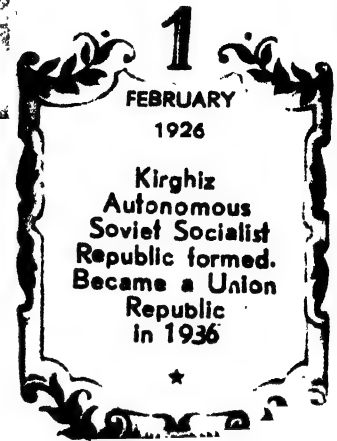 1
FEBRUARY
1926
Kirghiz
Autonomous
Soviet Socialist
Republic formed.
Became a Union
Republic
in 1936